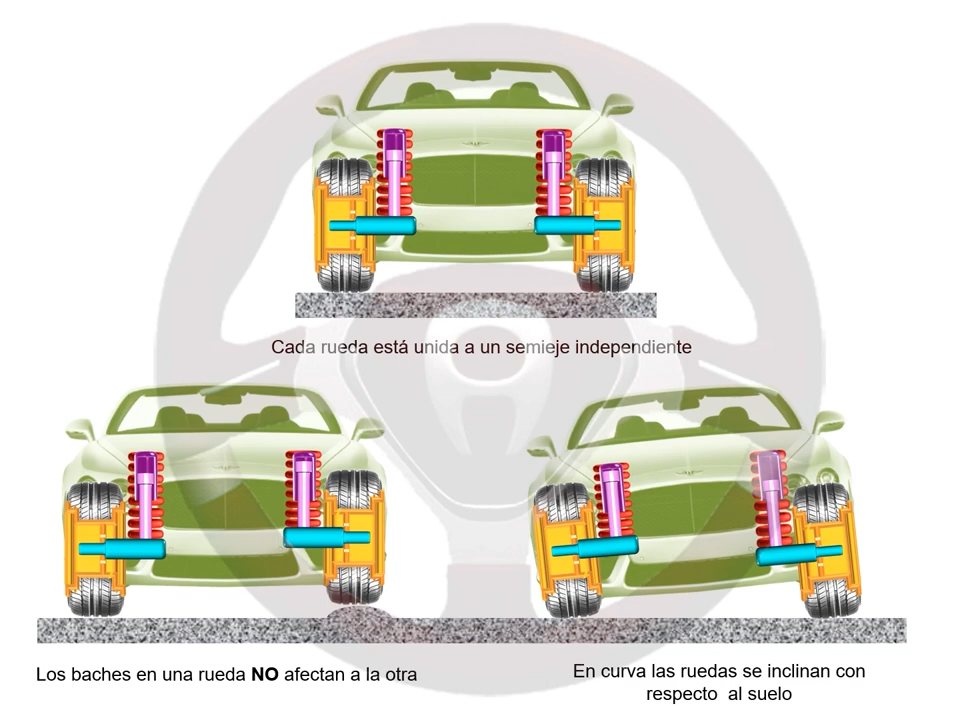 Cada rueda está unida a un semieje independiente
Los baches en una rueda NO afectan a la otra
En curva las ruedas se inclinan con
respecto al suelo